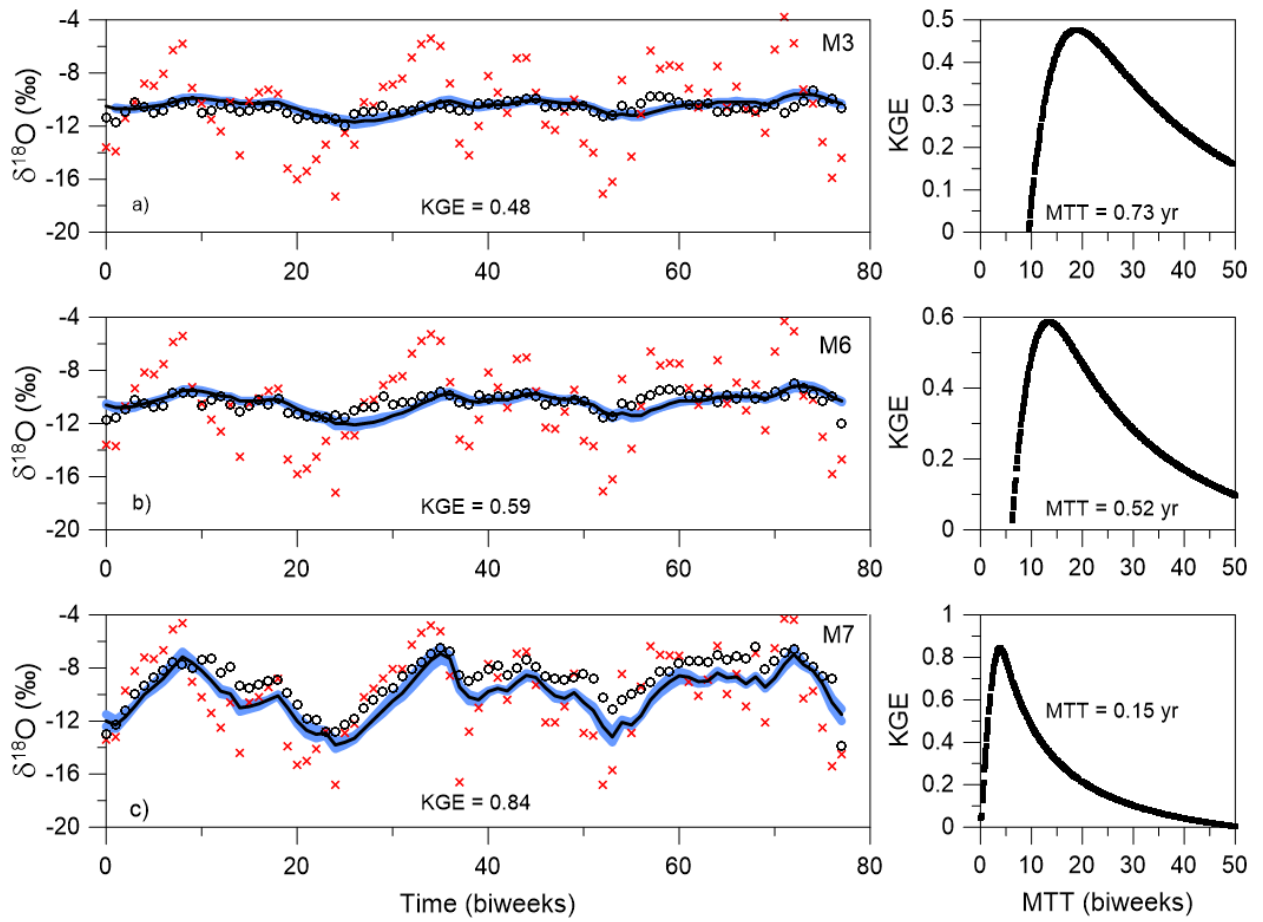 M3
δ18O (‰)
-4
-8
-12
-16
-20
a)
KGE = 0.48
0 20 40 60 80
KGE
0.5
0.4
0.3
0.2
0.1
0
MTT = 0.73 yr
0 10 20 30 40 50
M6
δ18O (‰)
-4
-8
-12
-16
-20
b)
KGE = 0.59
0 20 40 60 80
KGE
0.6
0.4
0.2
0
MTT = 0.52 yr
0 10 20 30 40 50
M7
δ18O (‰)
-4
-8
-12
-16
-20
c)
KGE = 0.84
0 20 40 60 80
Time (biweeks)
KGE
1
0.8
0.6
0.4
0.2
0
MTT = 0.15 yr
0 10 20 30 40 50
MTT (biweeks)